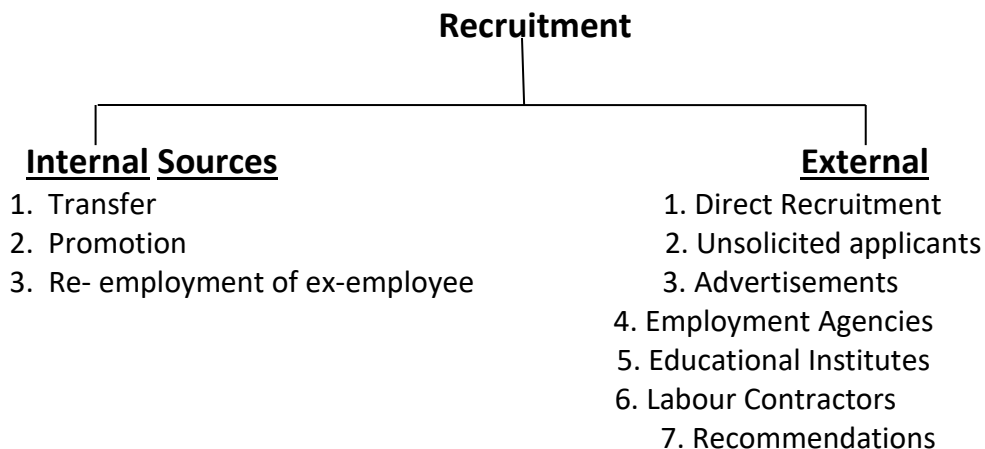 Recruitment
Internal Sources
1. Transfer
2. Promotion
3. Re- employment of ex-employee
External
1. Direct Recruitment
2. Unsolicited applicants
3. Advertisements
4. Employment Agencies
5. Educational Institutes
6. Labour Contractors
7. Recommendations